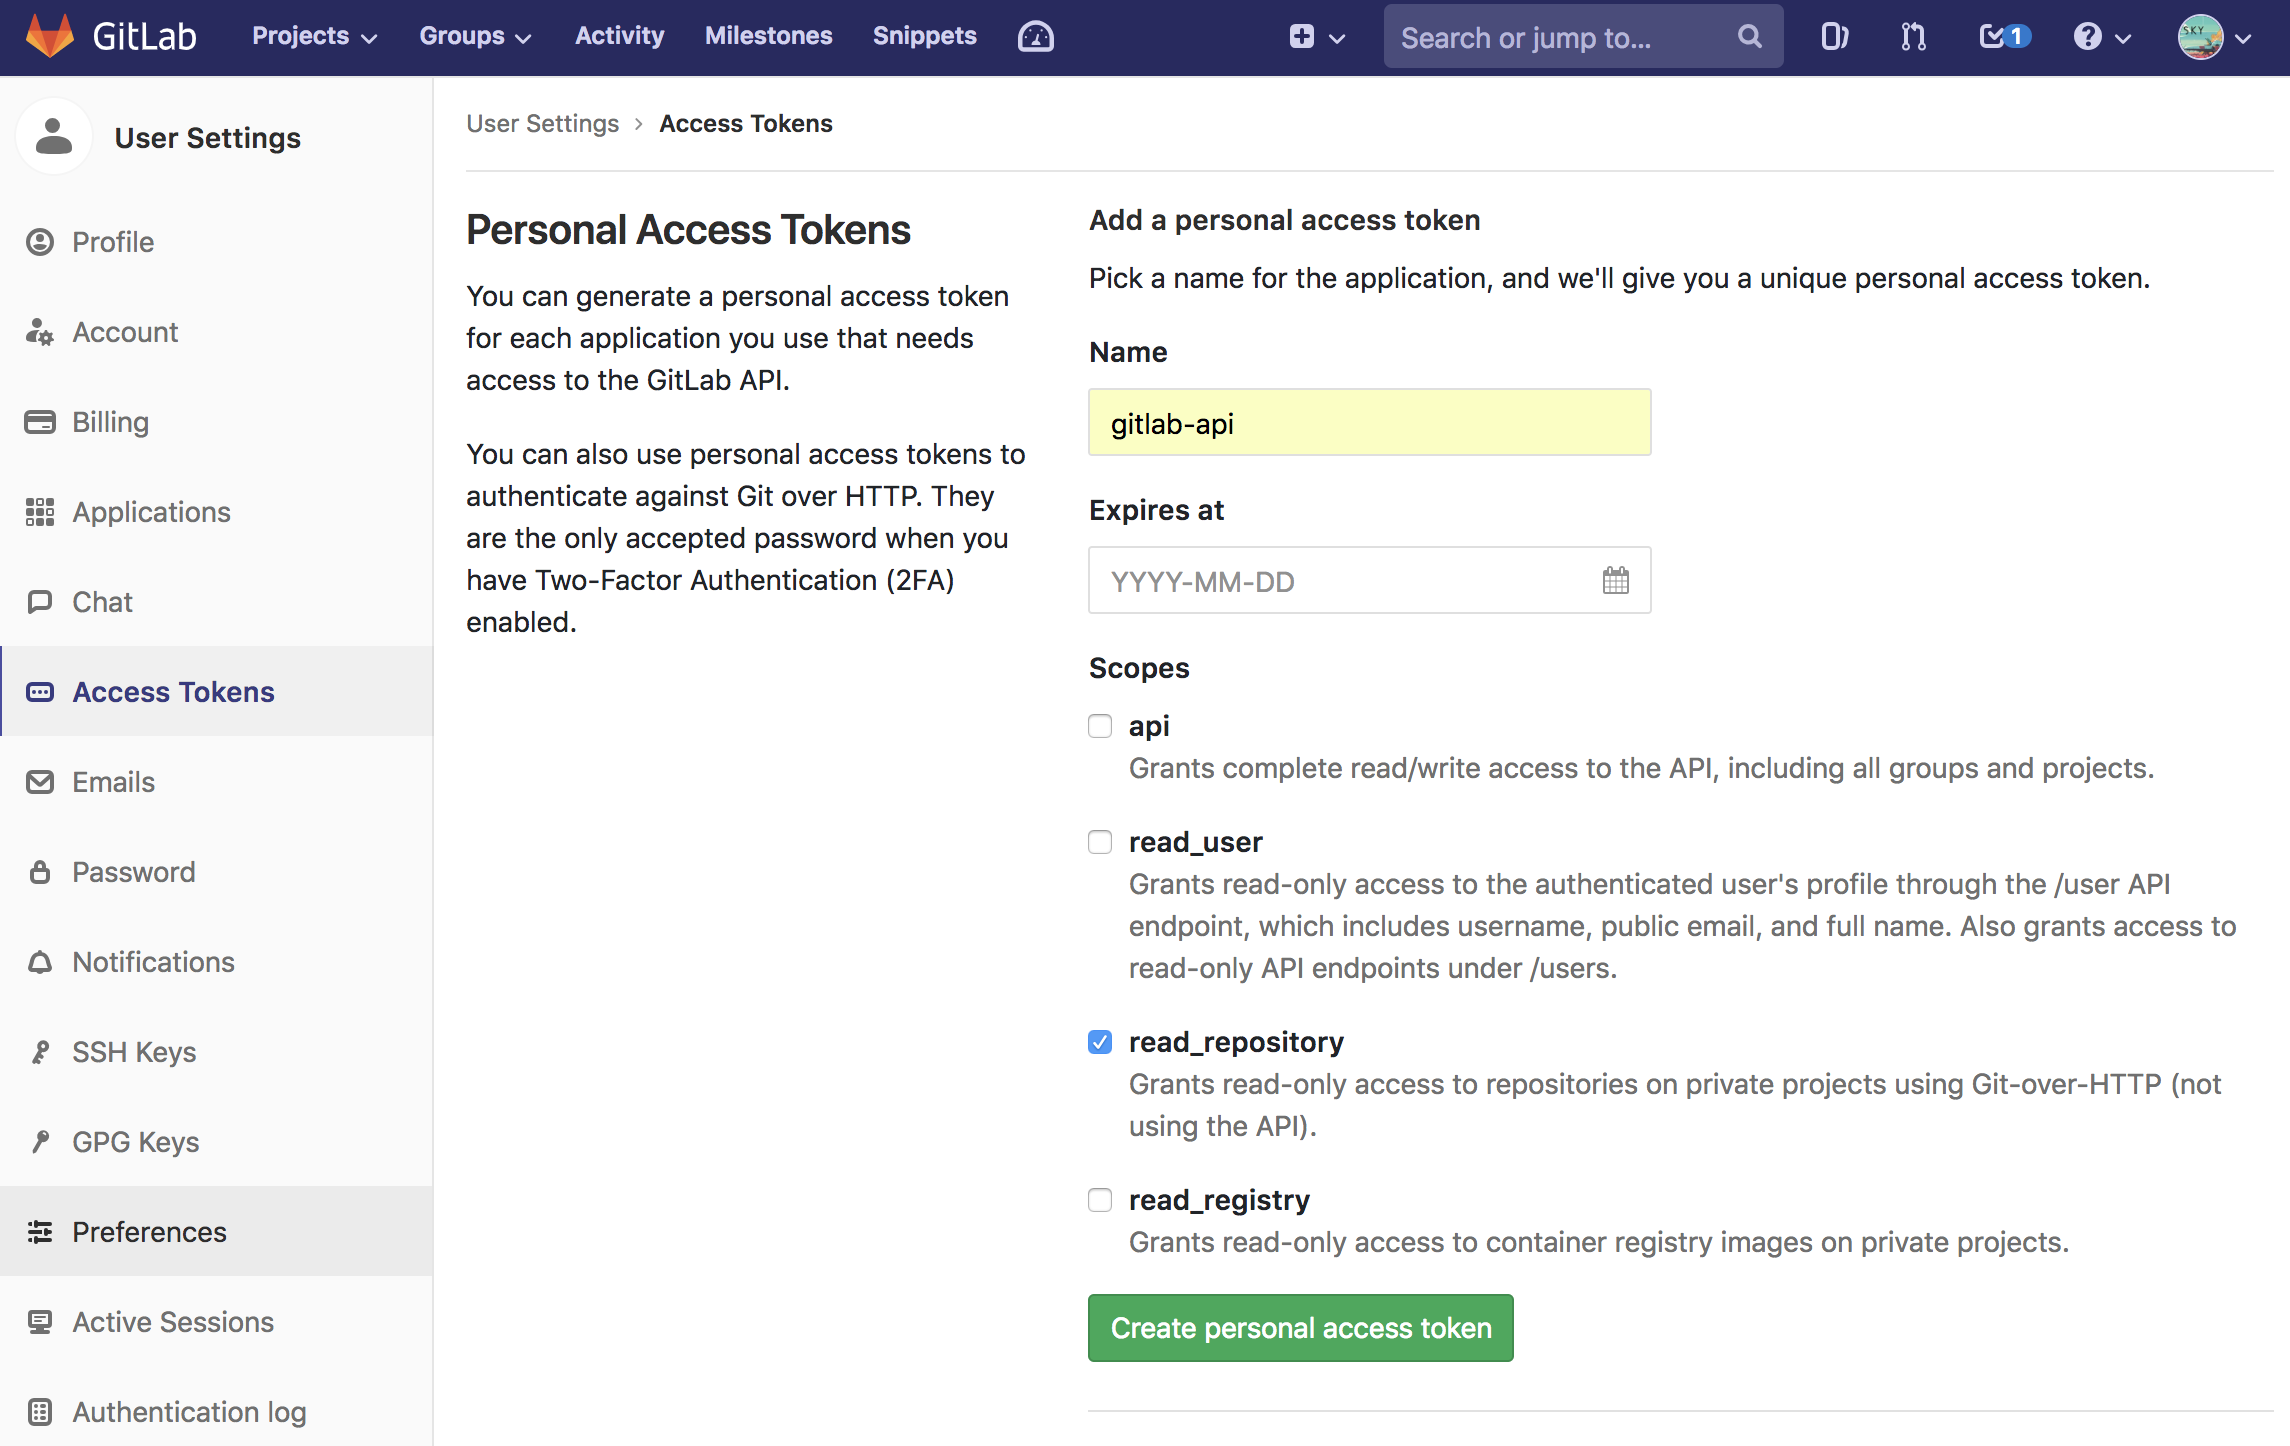 GitLab Projects Groups Activity Milestones Snippets Search or jump to... 1
SKY
User Settings
Profile
Account
Billing
Applications
Chat
Access Tokens
Emails
Password
Notifications
SSH Keys
GPG Keys
Preferences
Active Sessions
Authentication log
User Settings > Access Tokens
Personal Access Tokens
You can generate a personal access token
for each application you use that needs
access to the GitLab API.
You can also use personal access tokens to
authenticate against Git over HTTP. They
are the only accepted password when you
have Two-Factor Authentication (2FA)
enabled.
Add a personal access token
Pick a name for the application, and we'll give you a unique personal access token.
Name
gitlab-api
Expires at
YYYY-MM-DD
Scopes
api
Grants complete read/write access to the API, including all groups and projects.
read_user
Grants read-only access to the authenticated user's profile through the /user API
endpoint, which includes username, public email, and full name. Also grants access to
read-only API endpoints under /users.
read_repository
Grants read-only access to repositories on private projects using Git-over-HTTP (not
using the API).
read_registry
Grants read-only access to container registry images on private projects.
Create personal access token